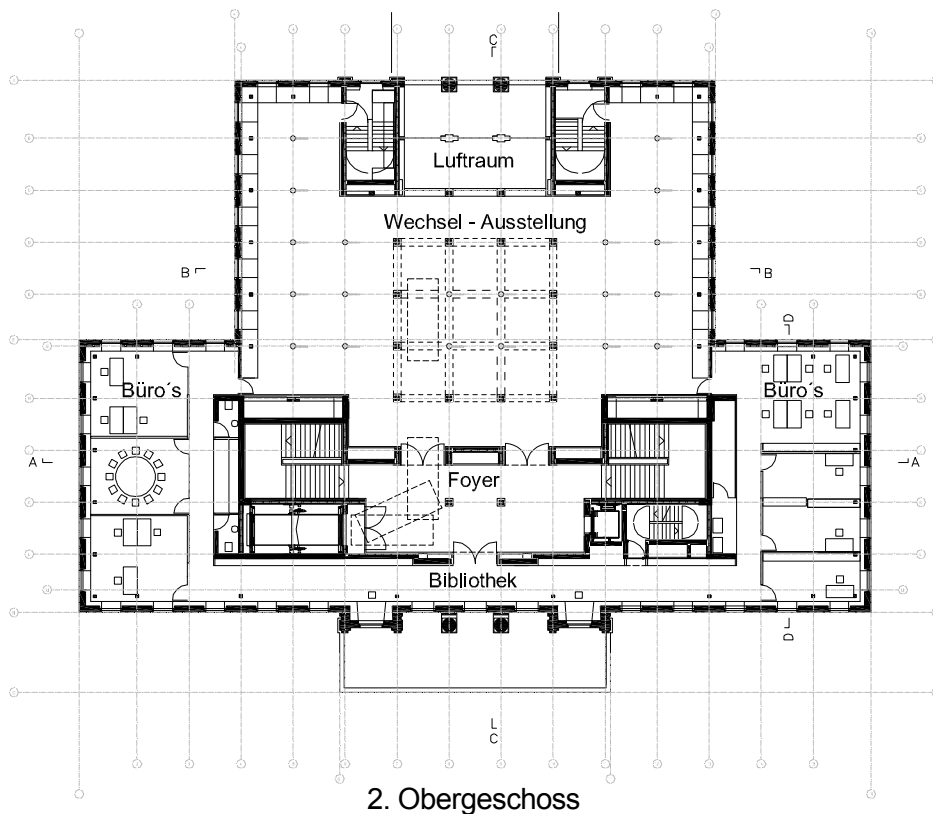 C
Luftraum
Wechsel - Ausstellung
B
B
D
Büro´s
Büro´s
A
A
Foyer
Bibliothek
D
C
2. Obergeschoss